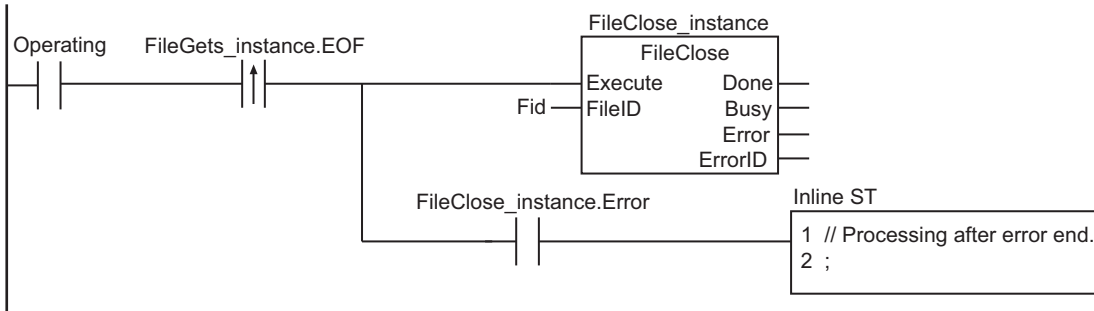 FileClose_instance
Operating FileGets_instance.EOF FileClose
Execute Done
Fid FileID Busy
Error
ErrorID
FileClose_instance.Error Inline ST
1 // Processing after error end.
2 ;